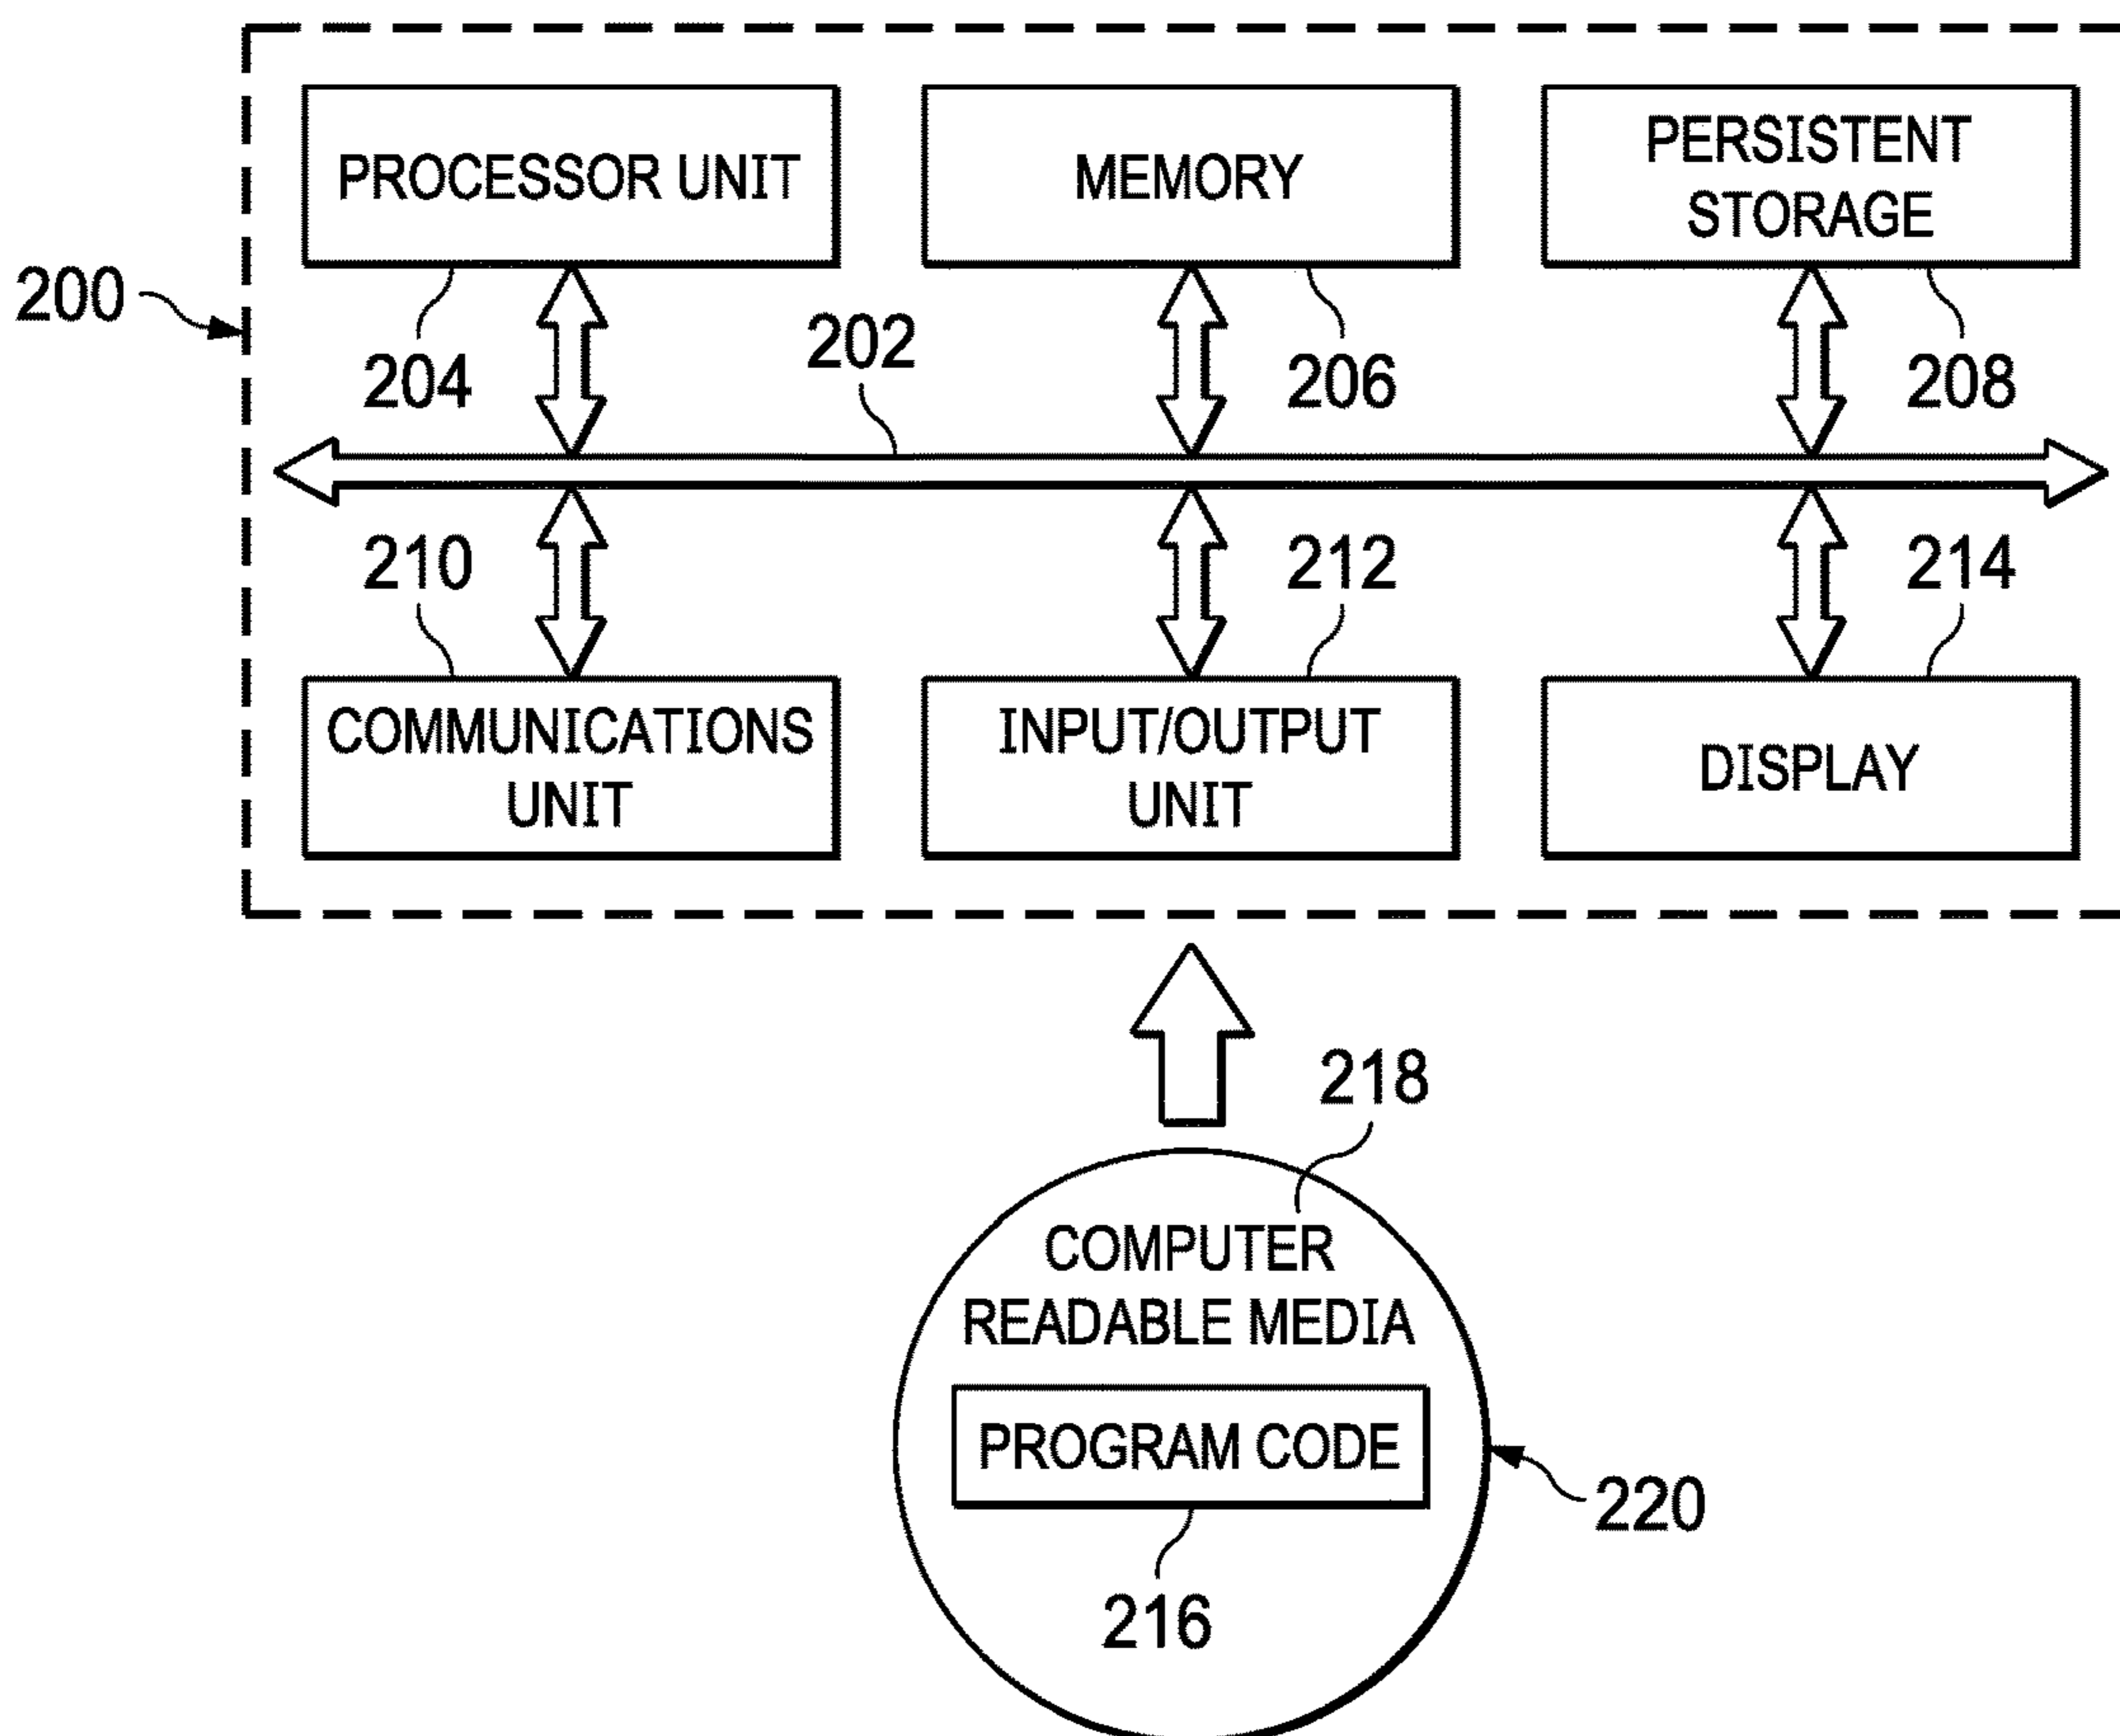 PROCESSOR UNIT
MEMORY
PERSISTENT
STORAGE
200
204
202
206
208
210
212
214
COMMUNICATIONS
UNIT
INPUT/OUTPUT
UNIT
DISPLAY
218
COMPUTER
READABLE MEDIA
PROGRAM CODE
220
216